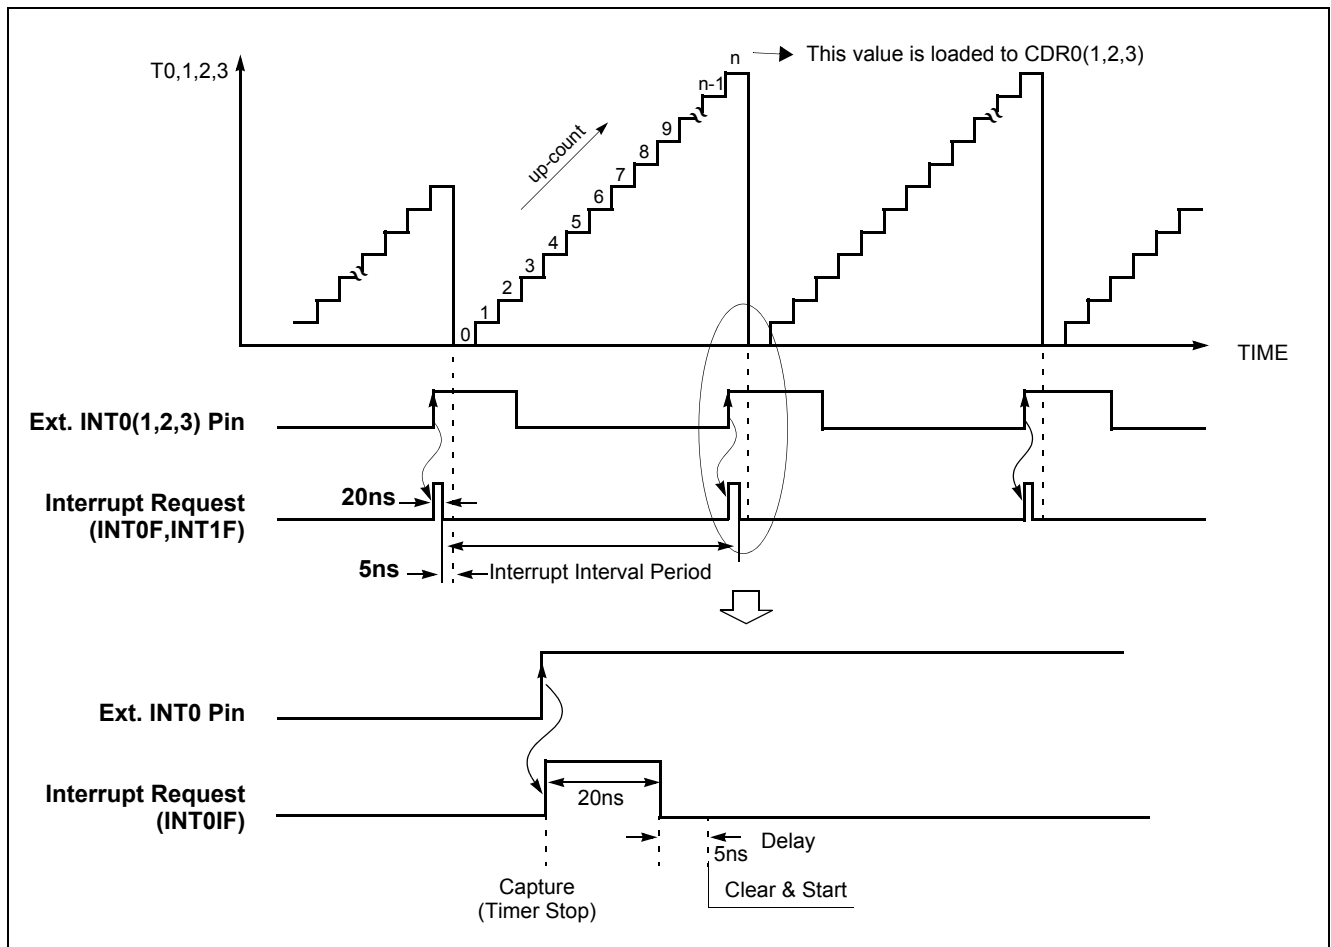 n
This value is loaded to CDR0(1,2,3)
T0,1,2,3
n-1
9
8
7
6
5
4
3
2
1
0
up-count
TIME
Ext. INT0(1,2,3) Pin
Interrupt Request
(INT0F,INT1F)
20ns
5ns
Interrupt Interval Period
Ext. INT0 Pin
Interrupt Request
(INT0IF)
20ns
Delay
5ns
Capture
(Timer Stop)
Clear & Start